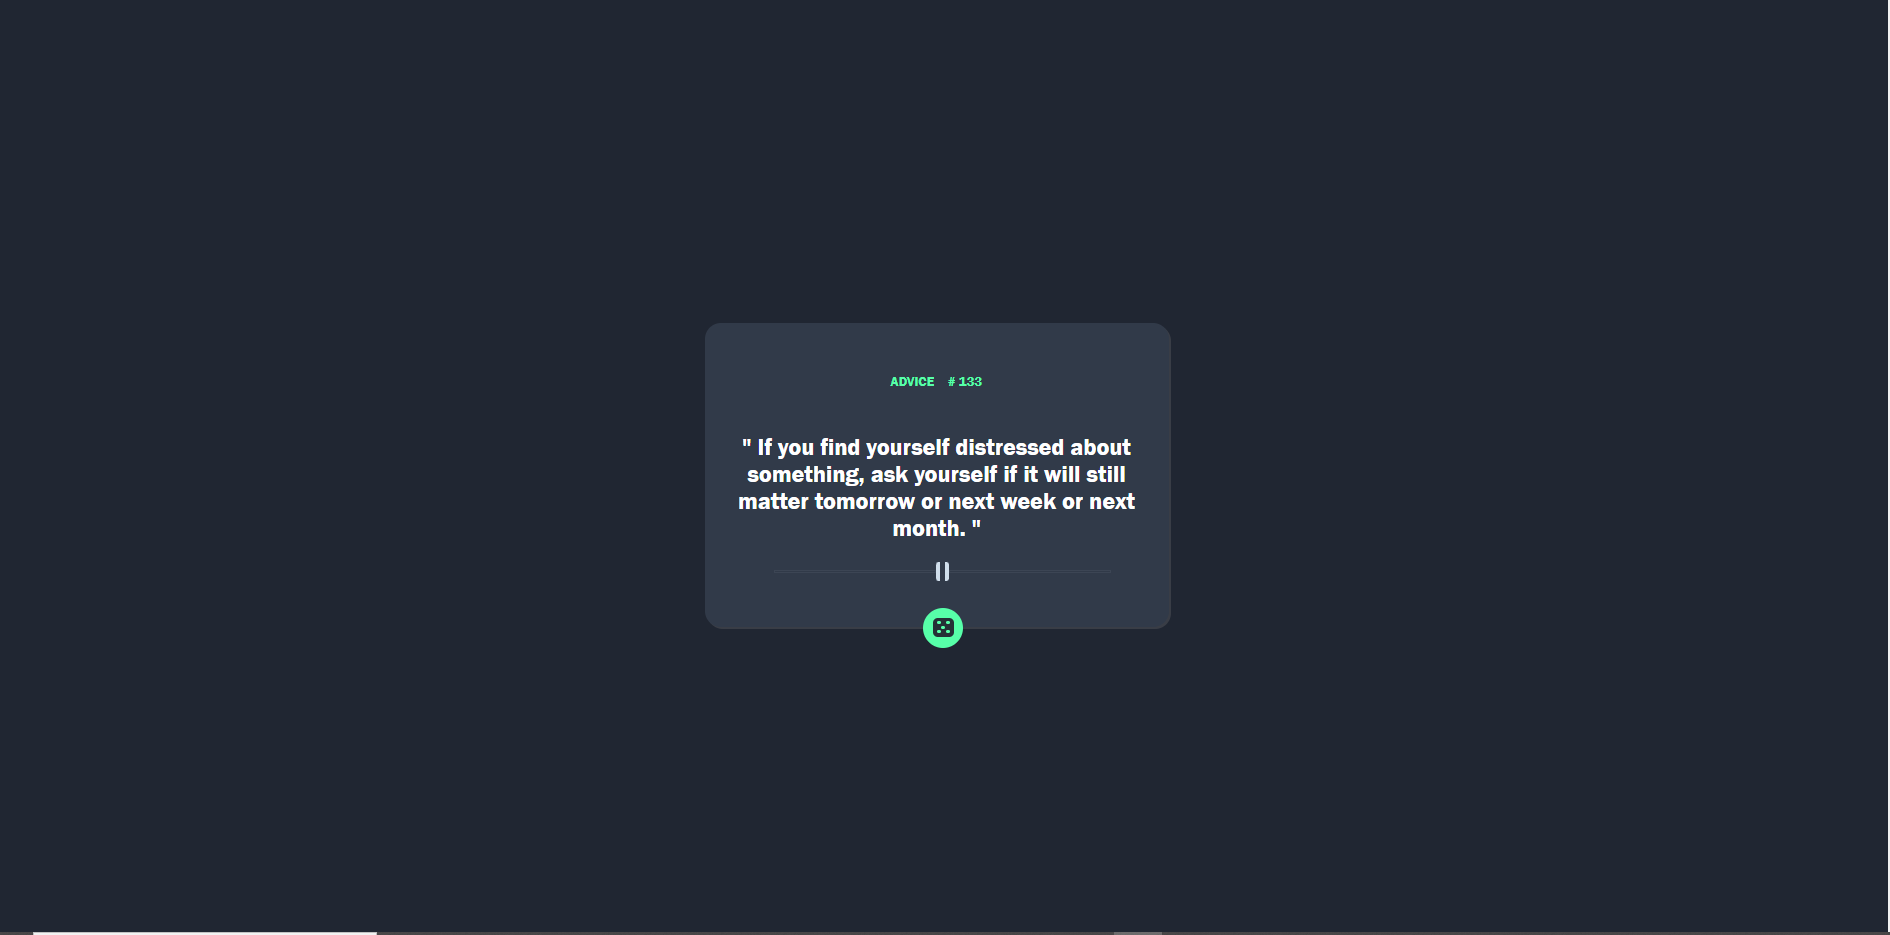 ADVICE # 133
" If you find yourself distressed about
something, ask yourself if it will still
matter tomorrow or next week or next
month. "